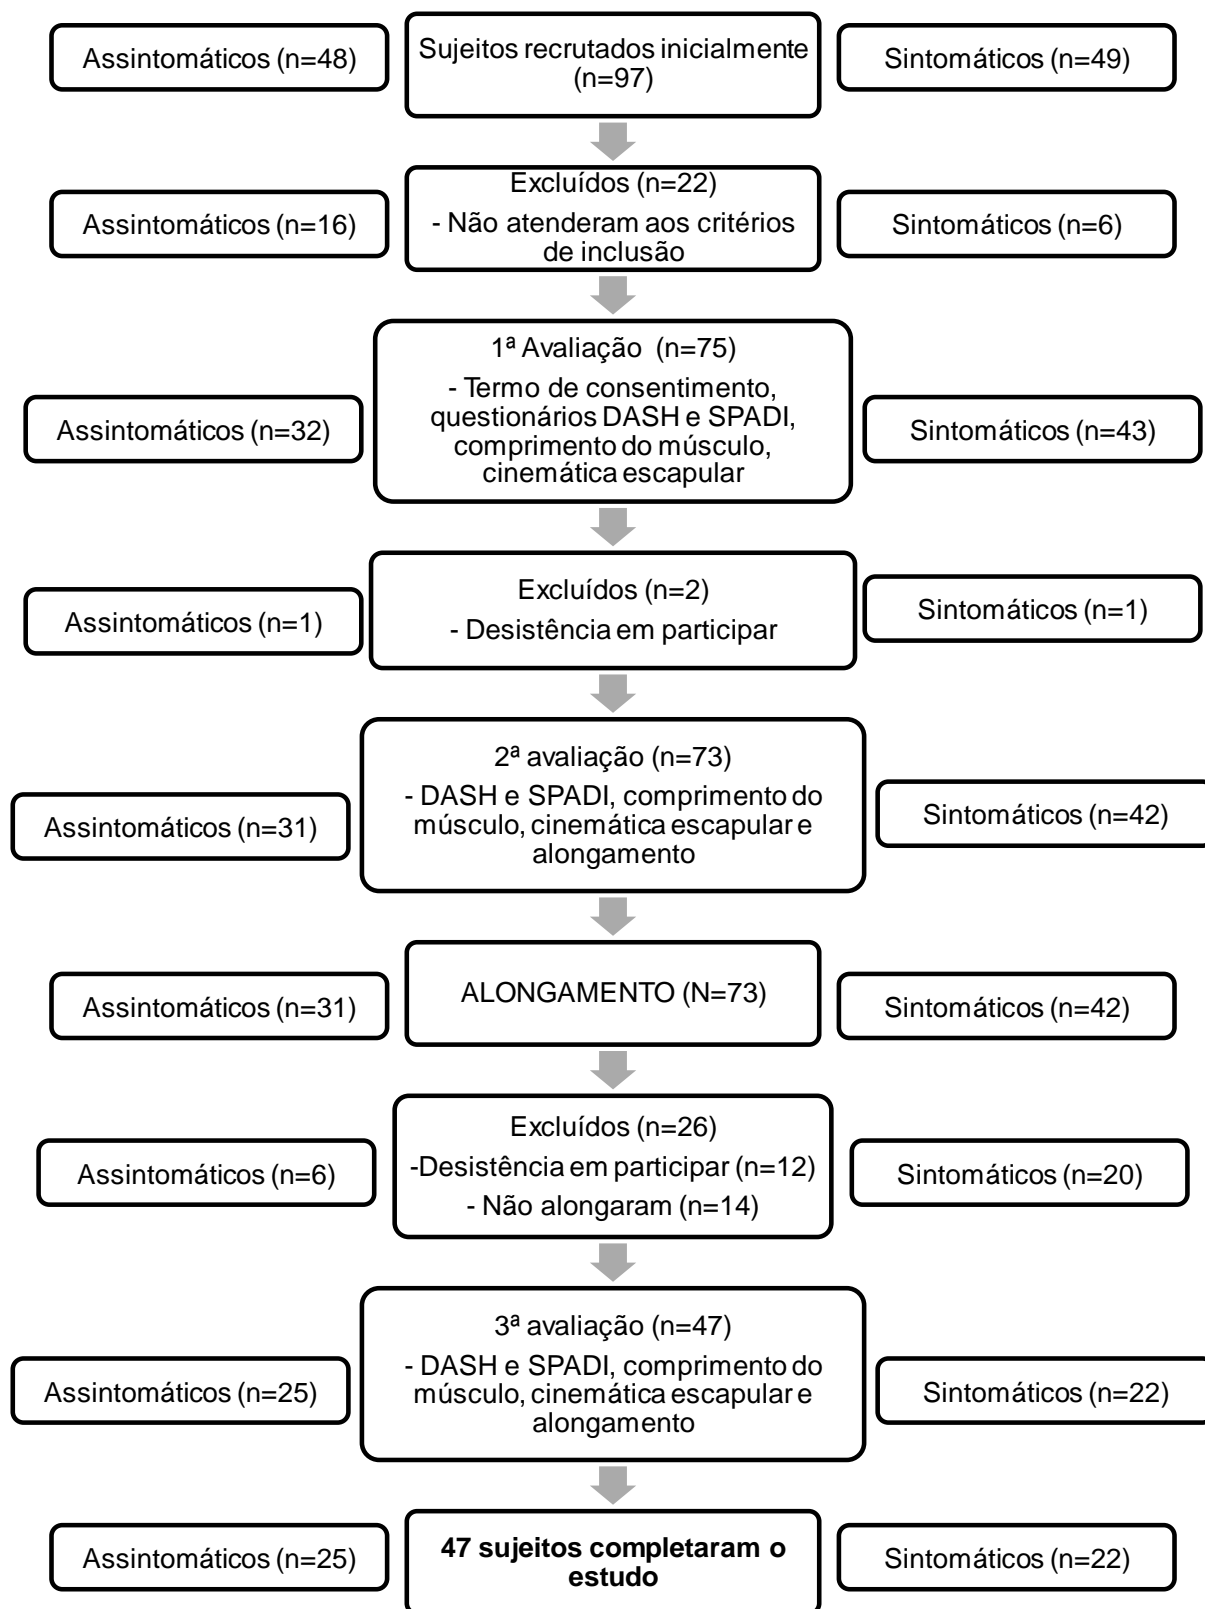 Assintomáticos (n=48)
Sujeitos recrutados inicialmente
(n=97)
Sintomáticos (n=49)
Assintomáticos (n=16)
Excluídos (n=22)
- Não atenderam aos critérios
de inclusão
Sintomáticos (n=6)
Assintomáticos (n=32)
1ª Avaliação (n=75)
- Termo de consentimento,
questionários DASH e SPADI,
comprimento do músculo,
cinemática escapular
Sintomáticos (n=43)
Assintomáticos (n=1)
Excluídos (n=2)
- Desistência em participar
Sintomáticos (n=1)
Assintomáticos (n=31)
2ª avaliação (n=73)
- DASH e SPADI, comprimento do
músculo, cinemática escapular e
alongamento
Sintomáticos (n=42)
Assintomáticos (n=31)
ALONGAMENTO (N=73)
Sintomáticos (n=42)
Assintomáticos (n=6)
Excluídos (n=26)
-Desistência em participar (n=12)
- Não alongaram (n=14)
Sintomáticos (n=20)
Assintomáticos (n=25)
3ª avaliação (n=47)
- DASH e SPADI, comprimento do
músculo, cinemática escapular e
alongamento
Sintomáticos (n=22)
Assintomáticos (n=25)
47 sujeitos completaram o
estudo
Sintomáticos (n=22)